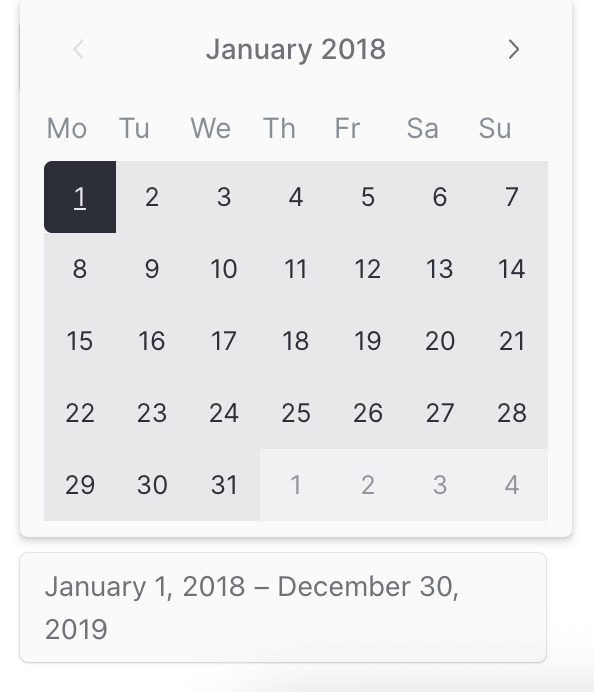 January 2018
Mo Tu We Th Fr Sa Su
1 2 3 4 5 6 7
8 9 10 11 12 13 14
15 16 17 18 19 20 21
22 23 24 25 26 27 28
29 30 31 1 2 3 4
January 1, 2018 – December 30,
2019